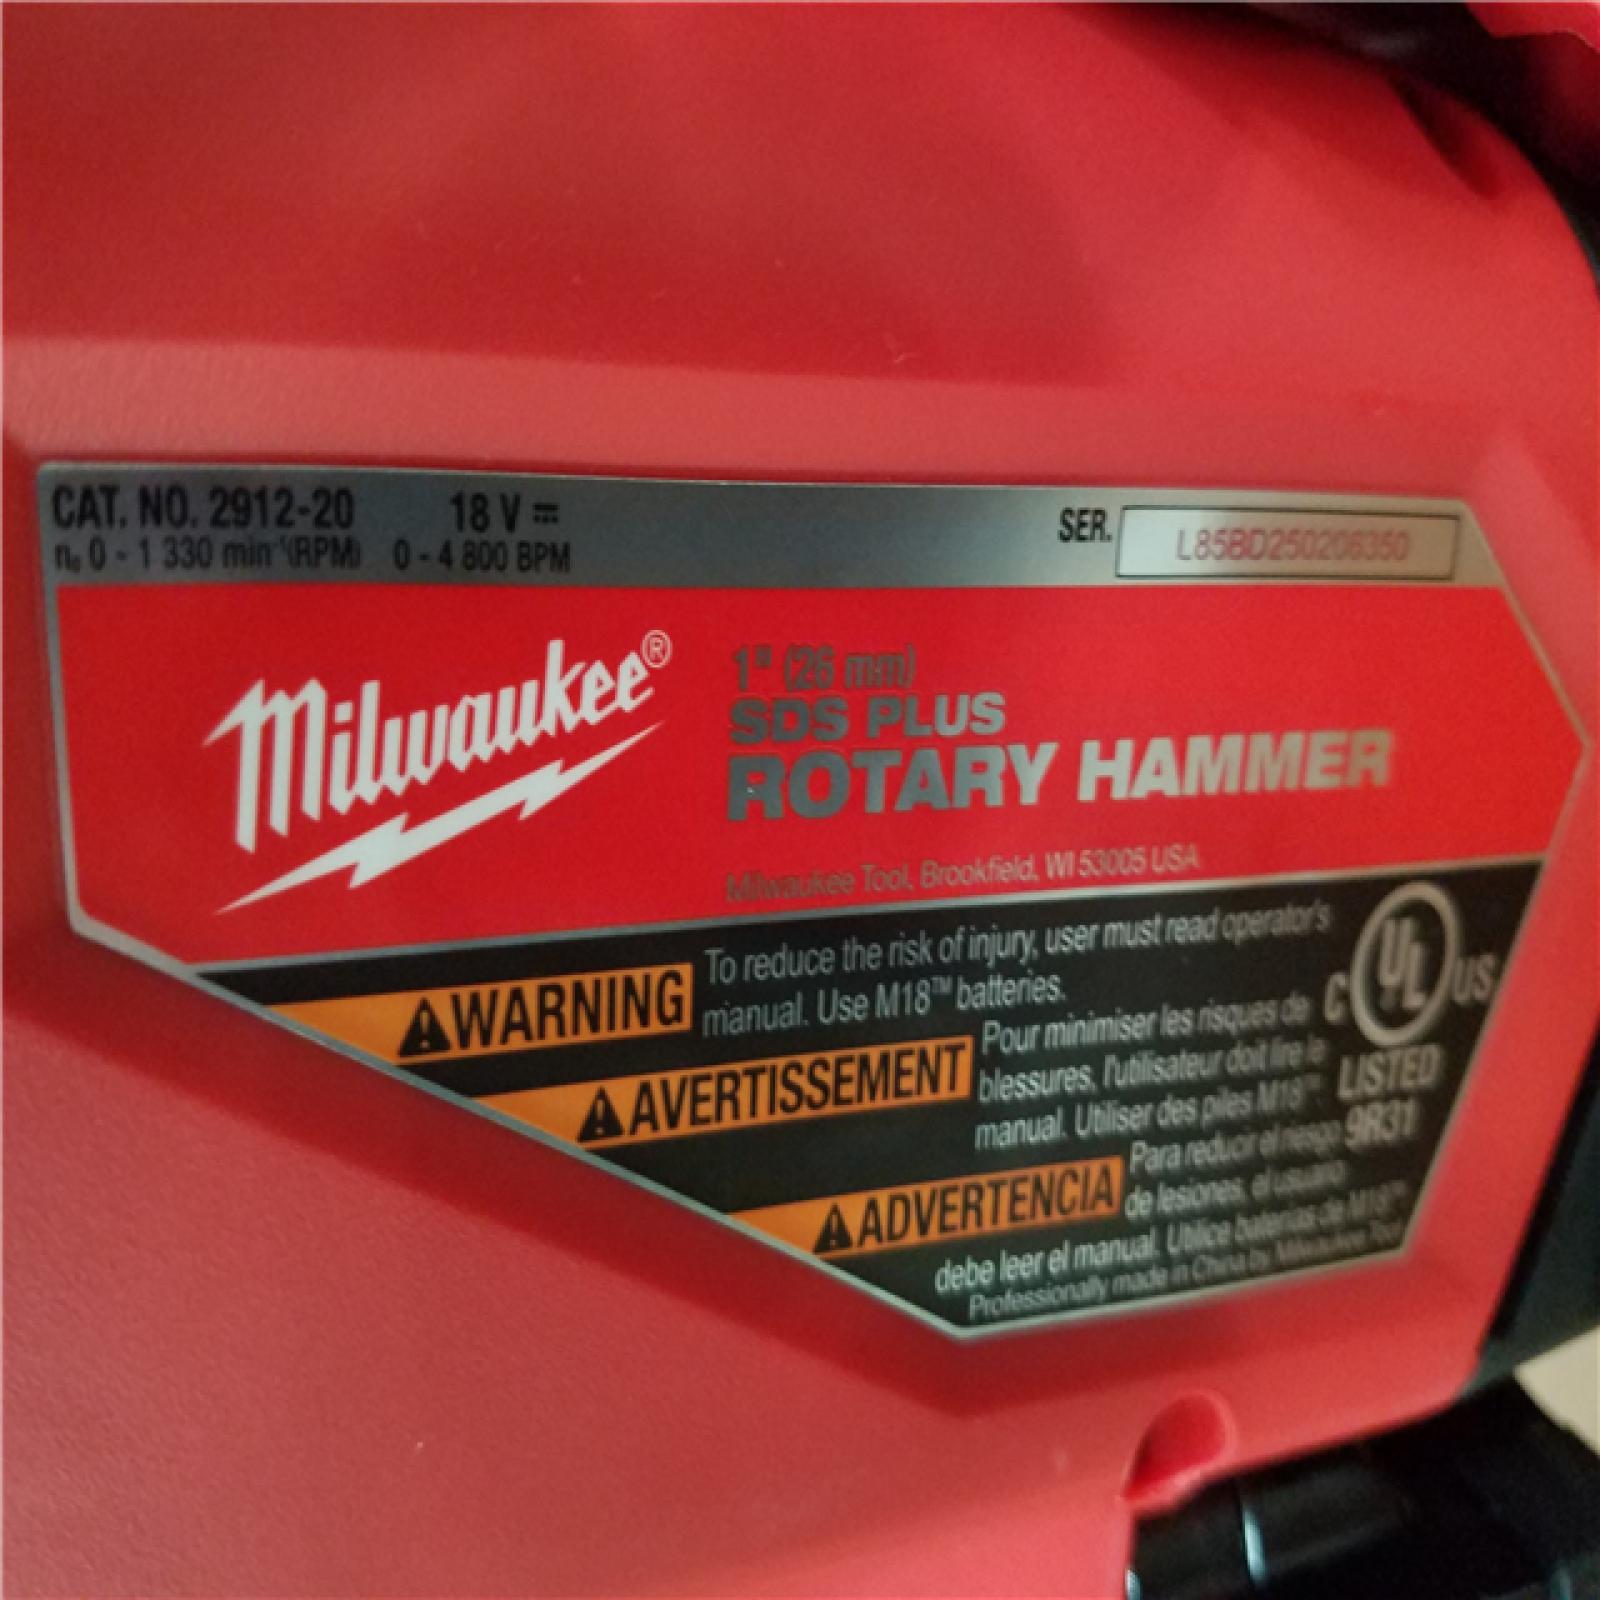 CAT. NO. 2912-20 18 V ⎓
n₀ 0 - 1 330 min⁻¹(RPM) 0 - 4 800 BPM
SER. L85BD250206350
Milwaukee®
1" (26 mm)
SDS PLUS
ROTARY HAMMER
Milwaukee Tool, Brookfield, WI 53005 USA
⚠WARNING To reduce the risk of injury, user must read operator's
manual. Use M18™ batteries.
⚠AVERTISSEMENT Pour minimiser les risques de
blessures, l'utilisateur doit lire le
manual. Utiliser des piles M18™.
⚠ADVERTENCIA Para reducir el riesgo
de lesiones, el usuario
debe leer el manual. Utilice baterías de M18™
Professionally made in China by Milwaukee Tool
C UL US
LISTED
9R31